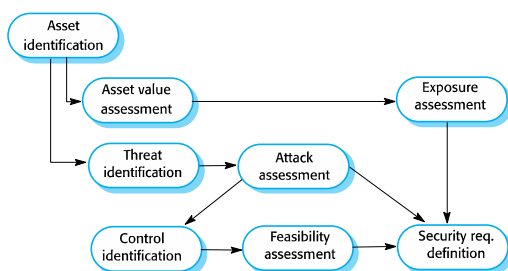 Asset
identification
Asset value
assessment
Exposure
assessment
Threat
identification
Attack
assessment
Control
identification
Feasibility
assessment
Security req.
definition